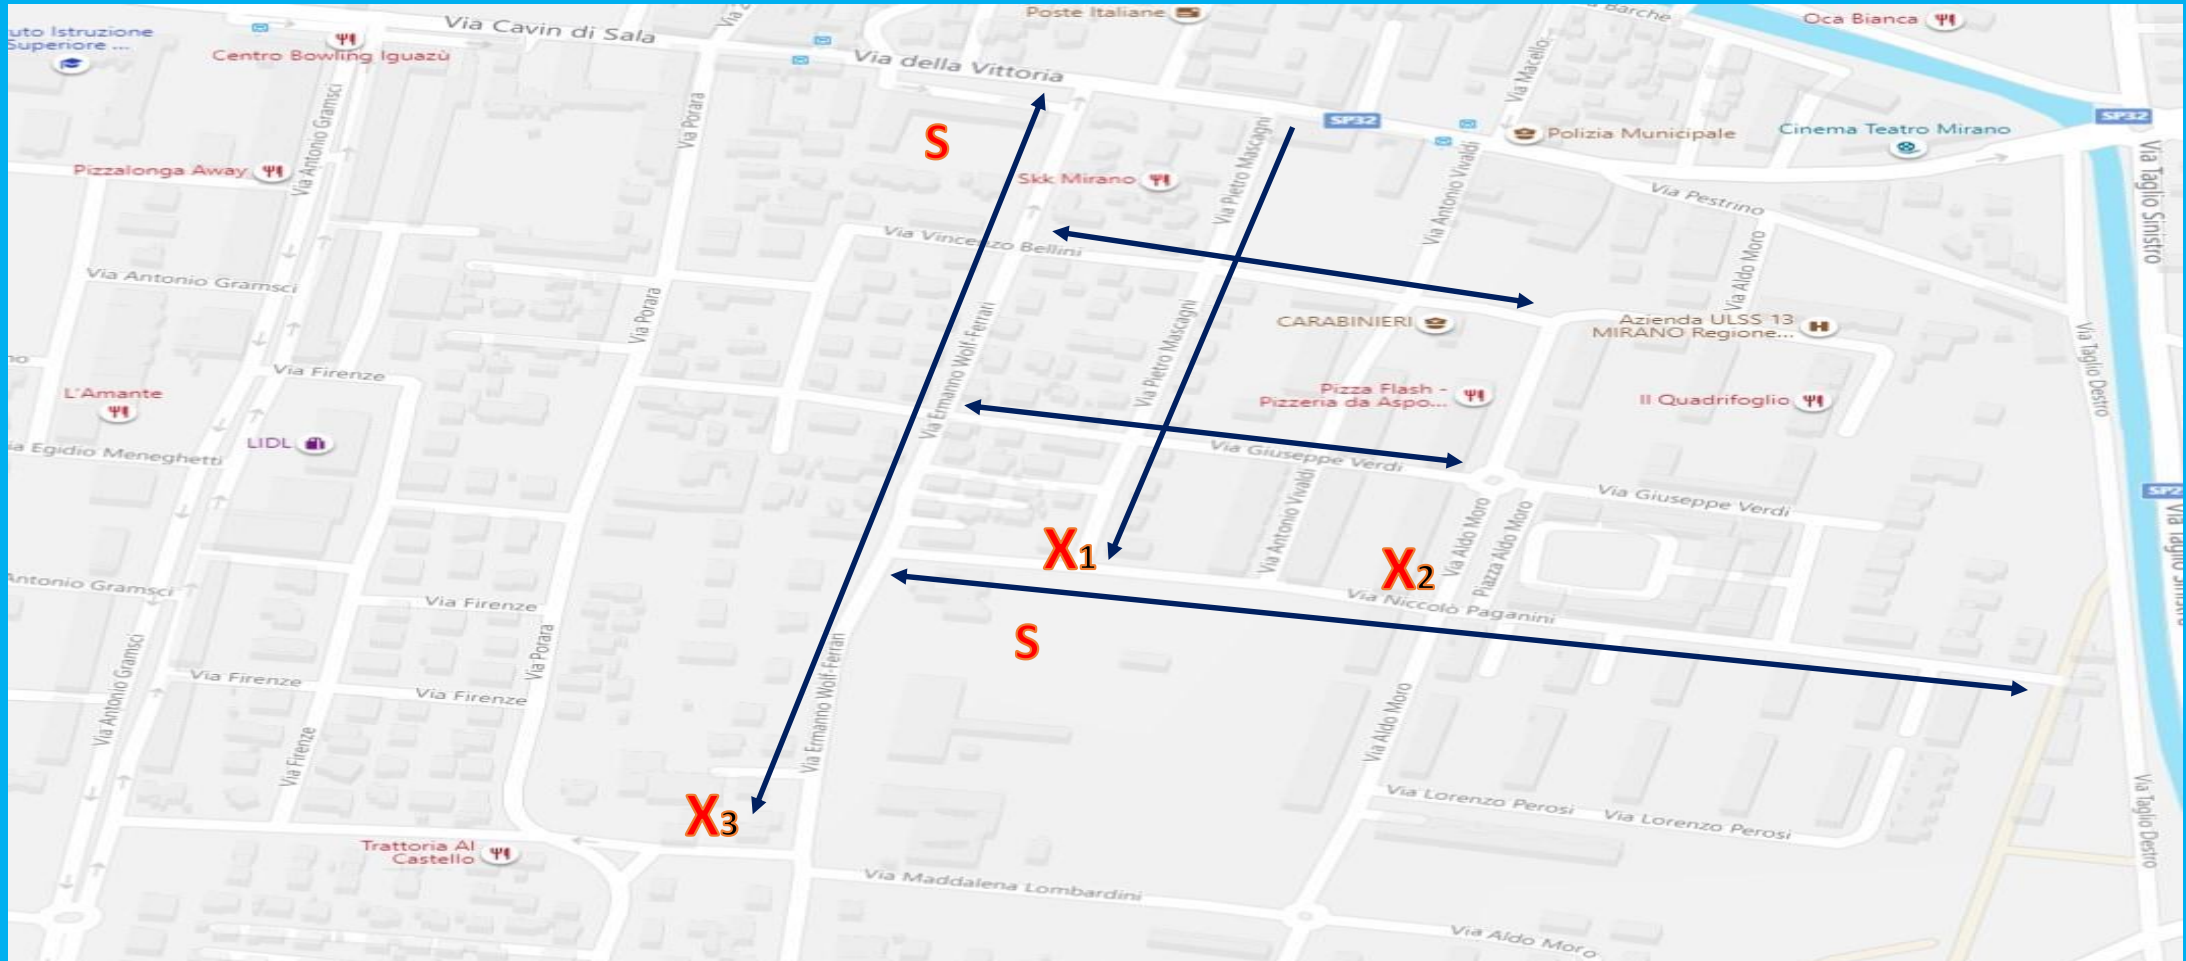 uto Istruzione
Superiore ...
Centro Bowling Iguazù
Via Cavin di Sala
Poste Italiane
Via della Vittoria
Oca Bianca
SP32
Polizia Municipale
Cinema Teatro Mirano
SP32
Via Macello
Via Antonio Gramsci
Via Porara
S
Pizzalonga Away
Skk Mirano
Via Pietro Mascagni
Via Antonio Vivaldi
Via Pestrino
Via Taglio Sinistro
Via Vincenzo Bellini
Via Aldo Moro
Via Antonio Gramsci
Via Porara
CARABINIERI
Azienda ULSS 13
MIRANO Regione...
Via Ermanno Wolf-Ferrari
Via Pietro Mascagni
Via Taglio Destro
Via Firenze
L'Amante
Pizza Flash -
Pizzeria da Aspo...
Il Quadrifoglio
LIDL
ia Egidio Meneghetti
Via Giuseppe Verdi
Via Giuseppe Verdi
Via Antonio Vivaldi
Via Aldo Moro
Piazza Aldo Moro
X1
X2
Antonio Gramsci
Via Firenze
Via Niccolò Paganini
S
Via Antonio Gramsci
Via Porara
Via Ermanno Wolf-Ferrari
Via Firenze
Via Firenze
Via Aldo Moro
Via Firenze
X3
Via Lorenzo Perosi
Via Lorenzo Perosi
Via Taglio Destro
Trattoria Al
Castello
Via Maddalena Lombardini
Via Aldo Moro